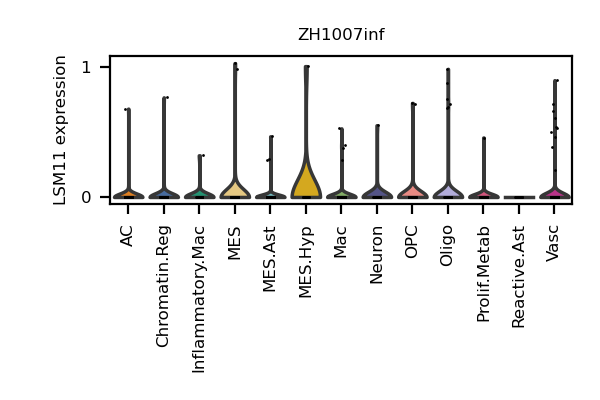 ZH1007inf
LSM11 expression
1
0
AC
Chromatin.Reg
Inflammatory.Mac
MES
MES.Ast
MES.Hyp
Mac
Neuron
OPC
Oligo
Prolif.Metab
Reactive.Ast
Vasc